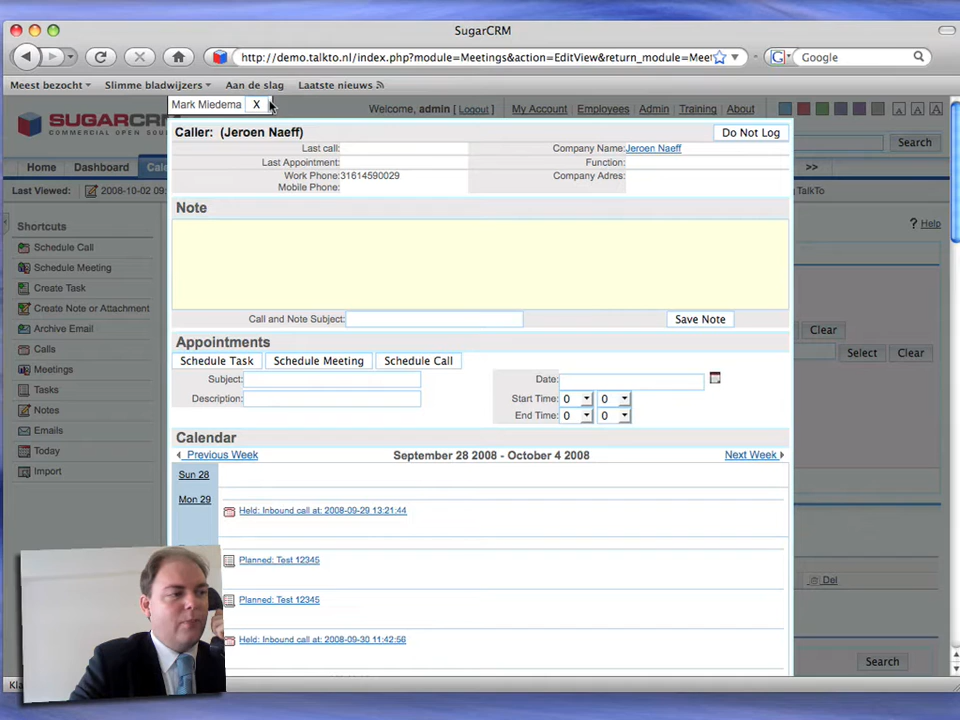 SugarCRM
http://demo.talkto.nl/index.php?module=Meetings&action=EditView&return_module=Meet
Google
Meest bezocht
Slimme bladwijzers
Aan de slag
Laatste nieuws
Mark Miedema X
Welcome, admin [ Logout ]
My Account
Employees
Admin
Training
About
A A A
SUGARCRM
COMMERCIAL OPEN SOU
Search
Home
Dashboard
Cal
>>
Last Viewed:
2008-10-02 09:
TalkTo
Caller: (Jeroen Naeff)
Do Not Log
Last call:
Company Name: Jeroen Naeff
Last Appointment:
Function:
Work Phone: 31614590029
Company Adres:
Mobile Phone:
Note
Call and Note Subject:
Save Note
Appointments
Schedule Task
Schedule Meeting
Schedule Call
Subject:
Date:
Description:
Start Time: 0 0
End Time: 0 0
Calendar
Previous Week
September 28 2008 - October 4 2008
Next Week
Sun 28
Mon 29
Held: Inbound call at: 2008-09-29 13:21:44
Planned: Test 12345
Planned: Test 12345
Held: Inbound call at: 2008-09-30 11:42:56
Shortcuts
Schedule Call
Schedule Meeting
Create Task
Create Note or Attachment
Archive Email
Calls
Meetings
Tasks
Notes
Emails
Today
Import
? Help
Clear
Select
Clear
@ Del
Search